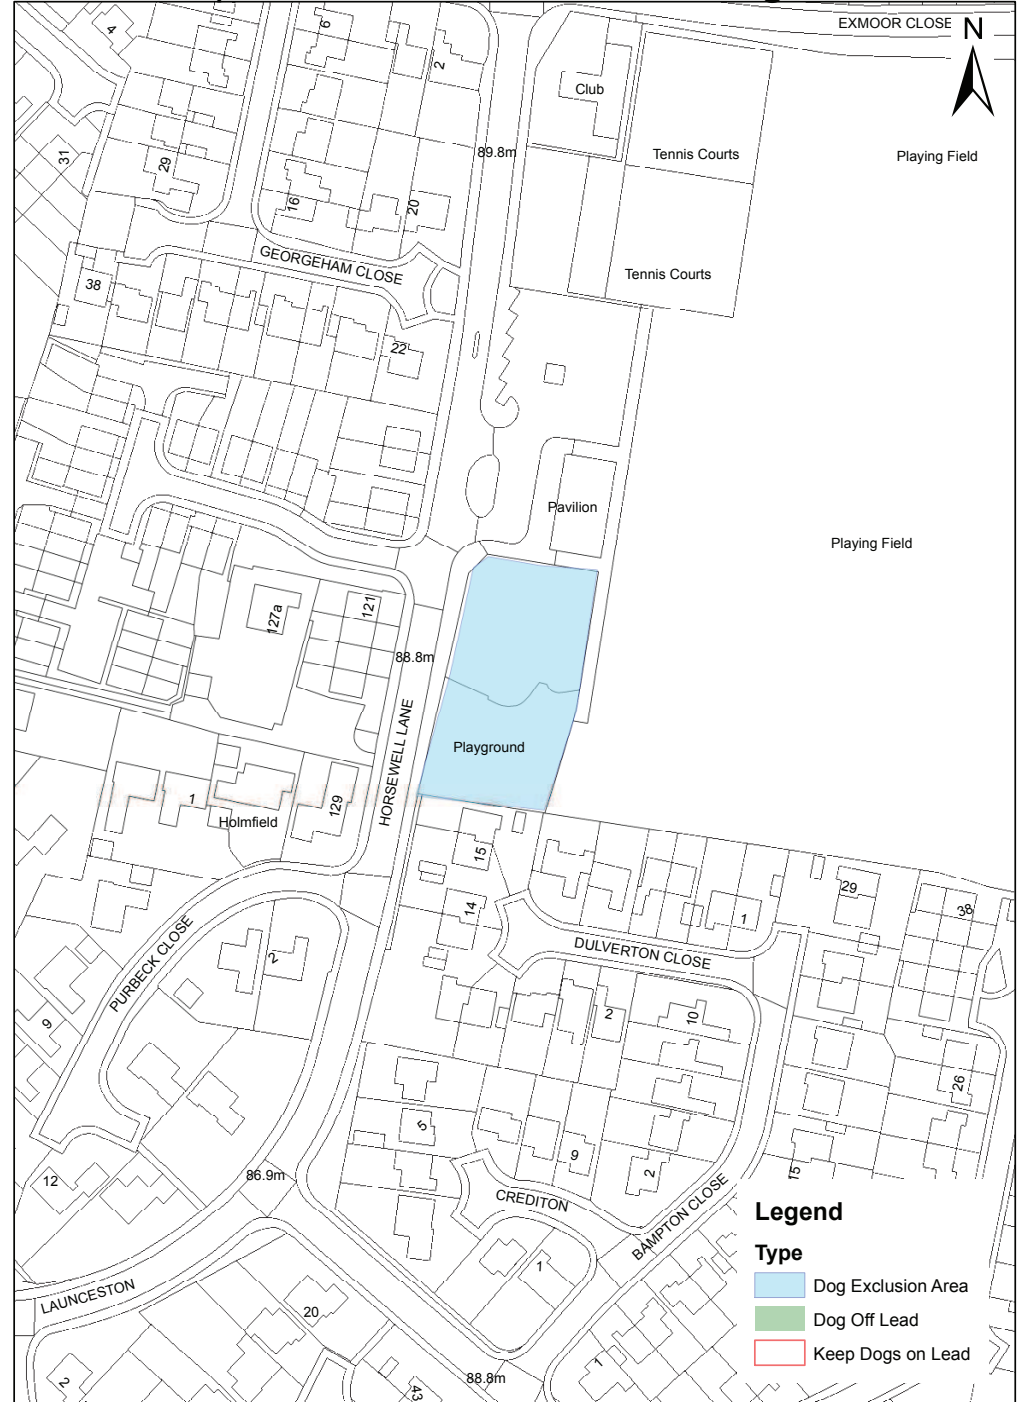 EXMOOR CLOSE
N
4
6
2
Club
89.8m
Tennis Courts
Playing Field
31
29
16
20
GEORGEHAM CLOSE
Tennis Courts
38
22
Pavilion
Playing Field
127a
121
88.8m
HORSEWELL LANE
Playground
1
129
Holmfield
15
29
14
1
38
DULVERTON CLOSE
PURBECK CLOSE
2
9
2
10
26
5
9
2
15
12
86.9m
CREDITON
BAMPTON CLOSE
1
LAUNCESTON
20
2
43
88.8m
1
Legend
Type
Dog Exclusion Area
Dog Off Lead
Keep Dogs on Lead